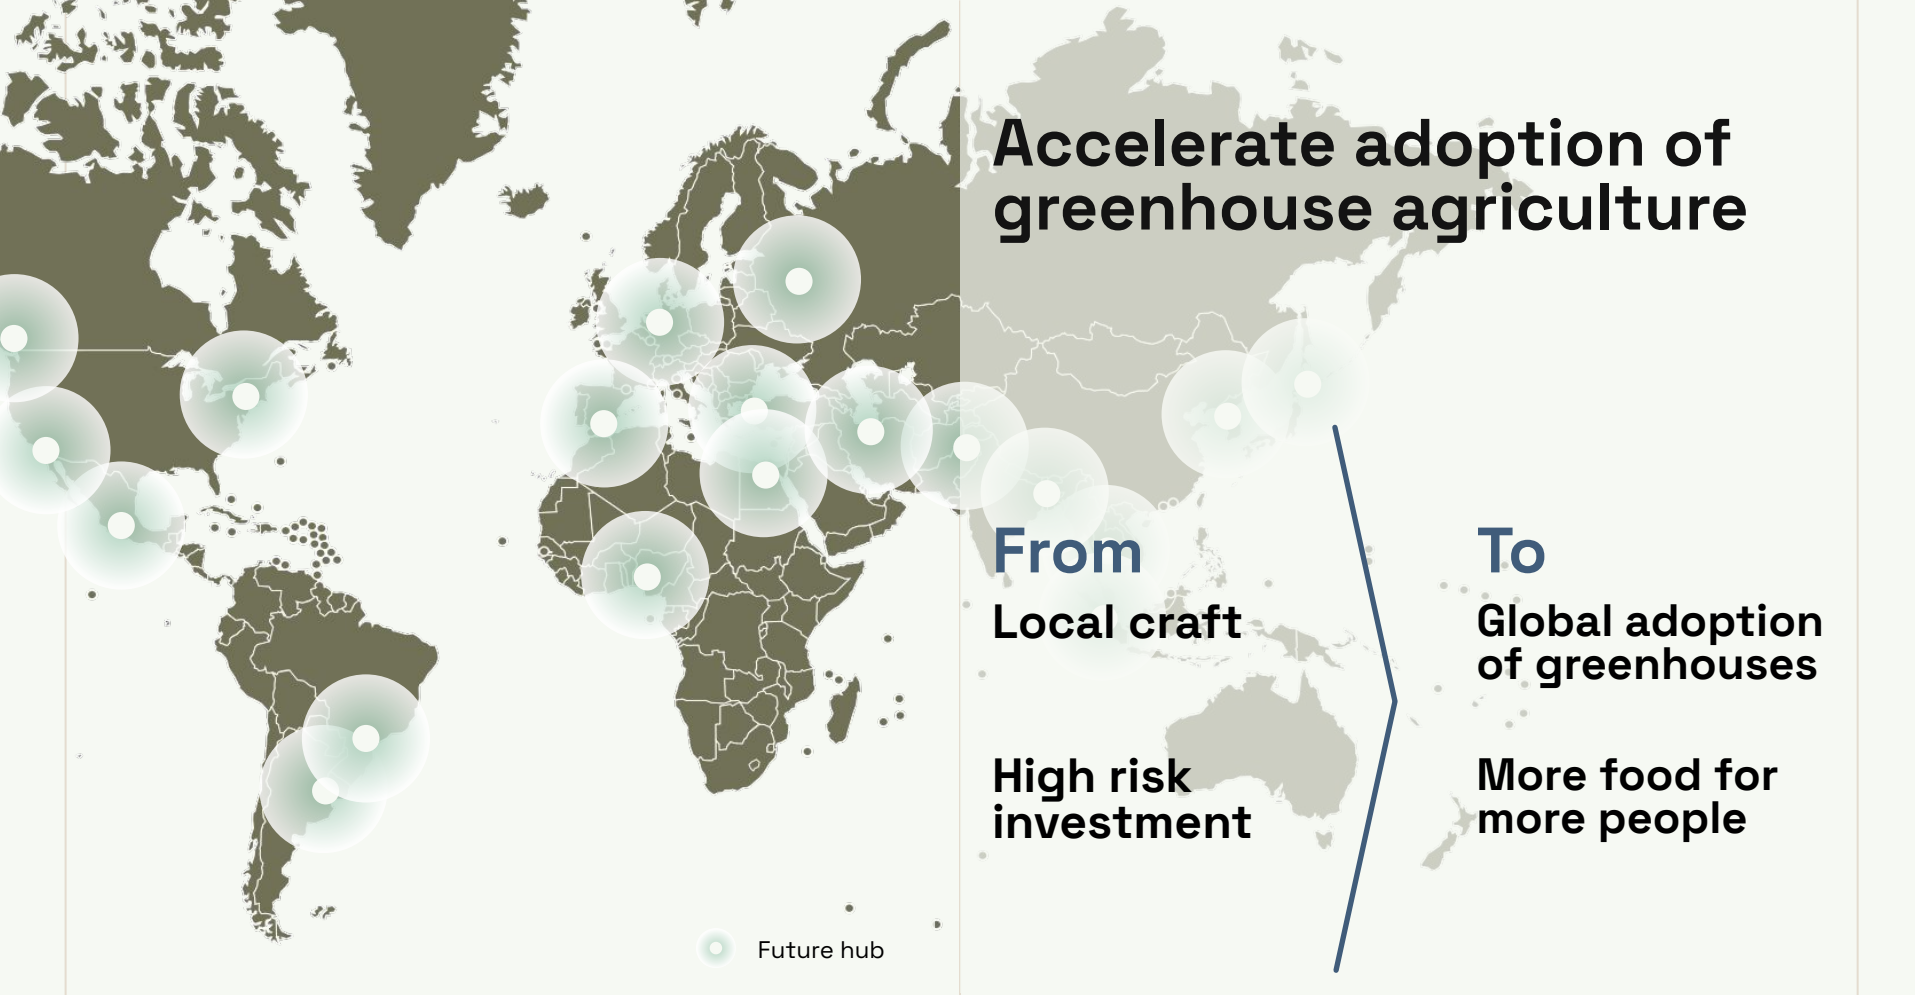 Accelerate adoption of
greenhouse agriculture
From
Local craft
High risk
investment
To
Global adoption
of greenhouses
More food for
more people
Future hub